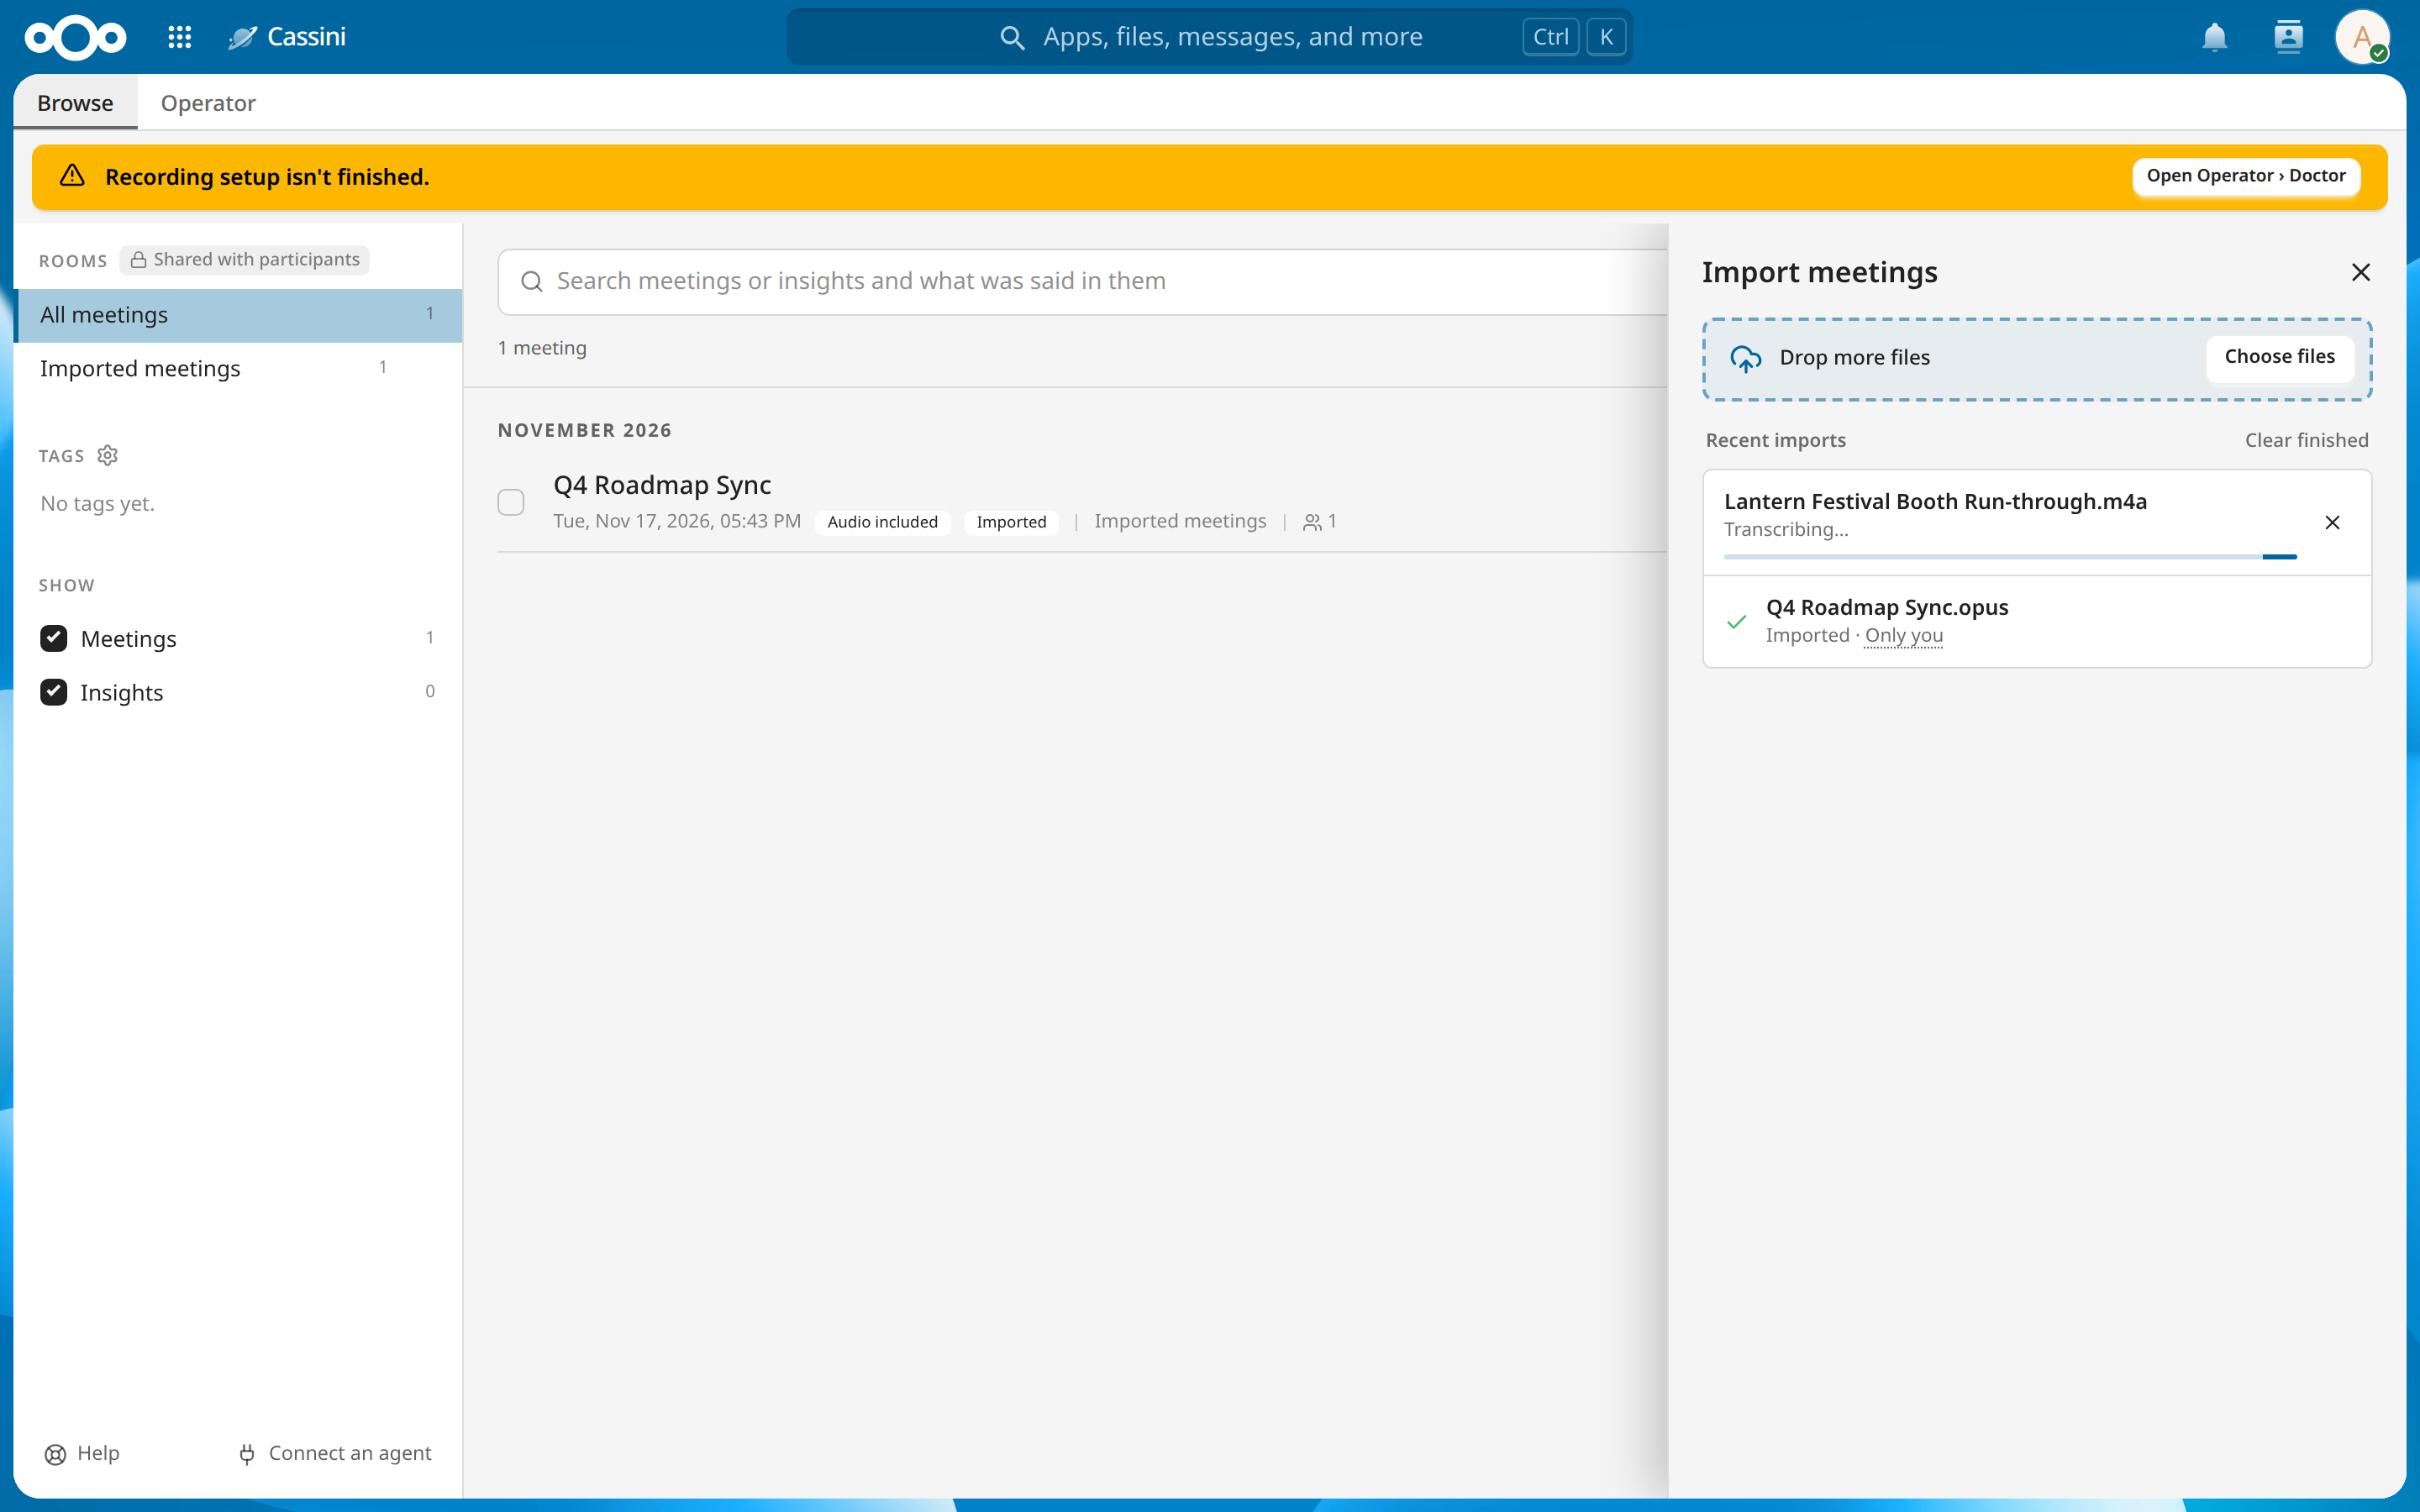 Cassini
Apps, files, messages, and more
Ctrl K
A
Browse
Operator
Recording setup isn't finished.
Open Operator › Doctor
ROOMS Shared with participants
All meetings 1
Imported meetings 1
TAGS
No tags yet.
SHOW
Meetings 1
Insights 0
Help
Connect an agent
Search meetings or insights and what was said in them
1 meeting
NOVEMBER 2026
Q4 Roadmap Sync
Tue, Nov 17, 2026, 05:43 PM Audio included Imported | Imported meetings | 1
Import meetings
Drop more files
Choose files
Recent imports
Clear finished
Lantern Festival Booth Run-through.m4a
Transcribing...
Q4 Roadmap Sync.opus
Imported · Only you